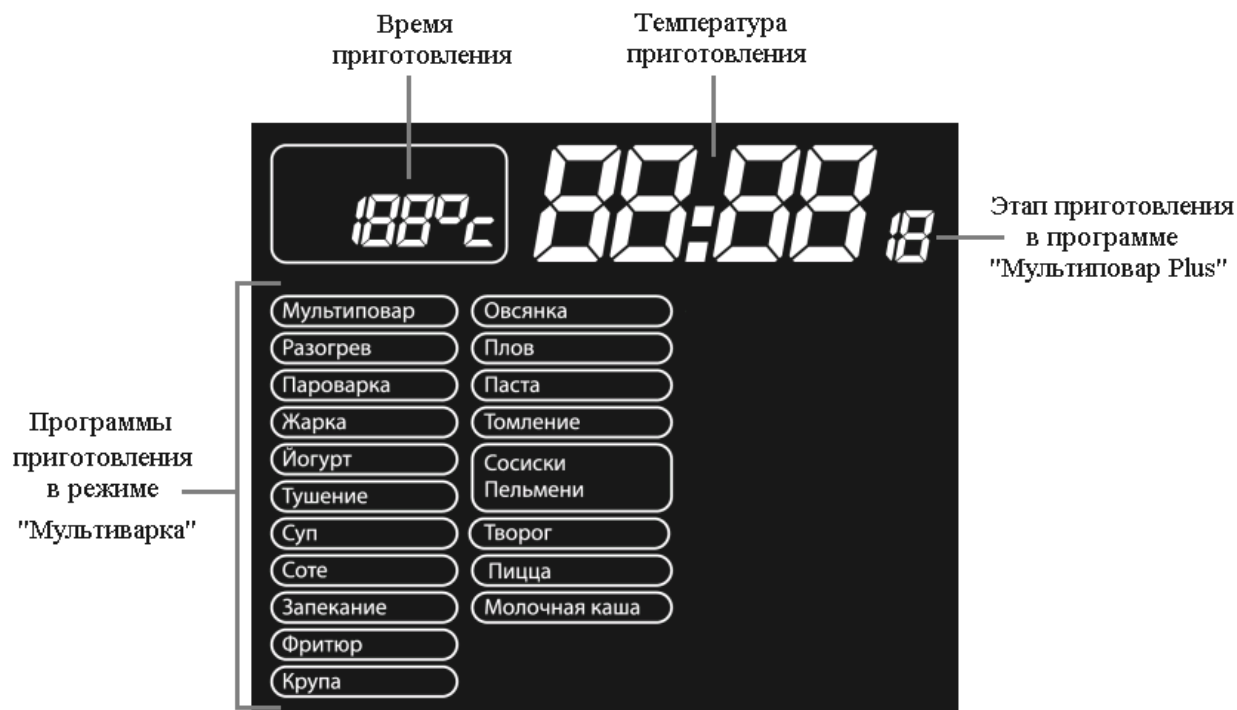 Время
приготовления
Температура
приготовления
188°c
88:88
18
Этап приготовления
в программе
"Мультиповар Plus"
Программы
приготовления
в режиме
"Мультиварка"
Мультиповар
Разогрев
Пароварка
Жарка
Йогурт
Тушение
Суп
Соте
Запекание
Фритюр
Крупа
Овсянка
Плов
Паста
Томление
Сосиски
Пельмени
Творог
Пицца
Молочная каша